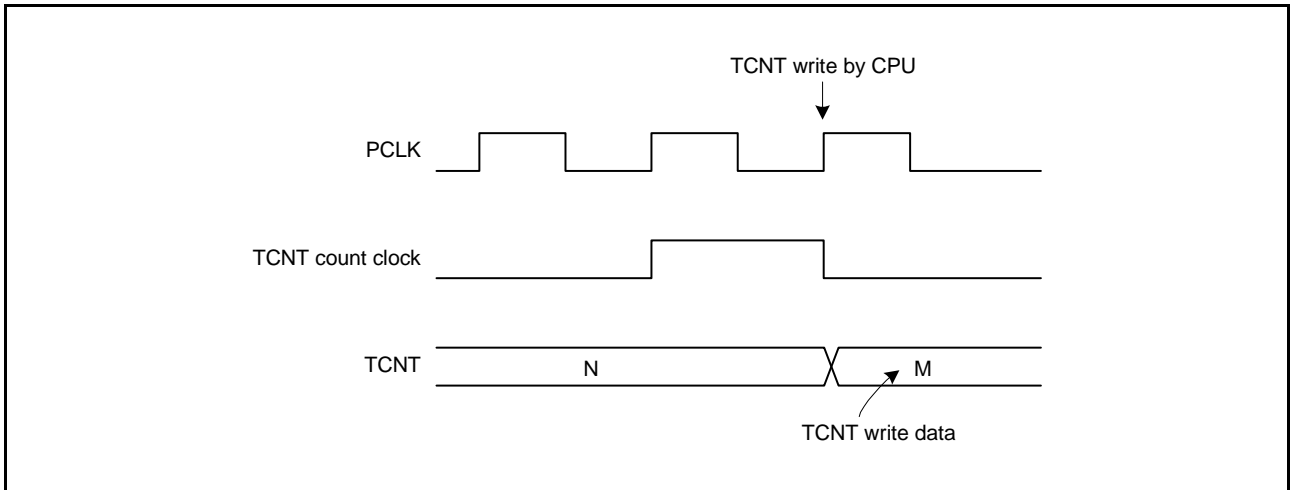 TCNT write by CPU
PCLK
TCNT count clock
TCNT
N
M
TCNT write data